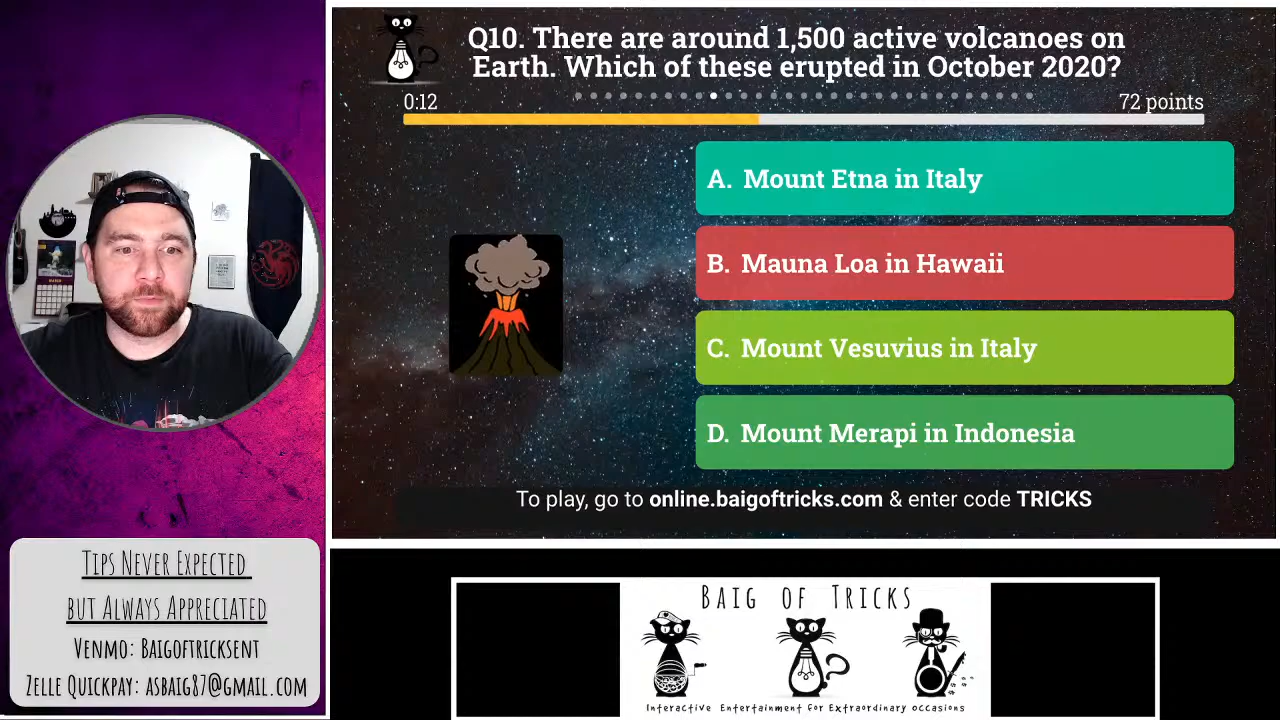 Q10. There are around 1,500 active volcanoes on
Earth. Which of these erupted in October 2020?
0:12
72 points
A. Mount Etna in Italy
B. Mauna Loa in Hawaii
C. Mount Vesuvius in Italy
D. Mount Merapi in Indonesia
To play, go to online.baigoftricks.com & enter code TRICKS
Tips Never Expected
but Always Appreciated
Venmo: Baigoftricksent
Zelle Quickpay: asbaig87@gmail.com
Baig of Tricks
Interactive Entertainment for Extraordinary occasions